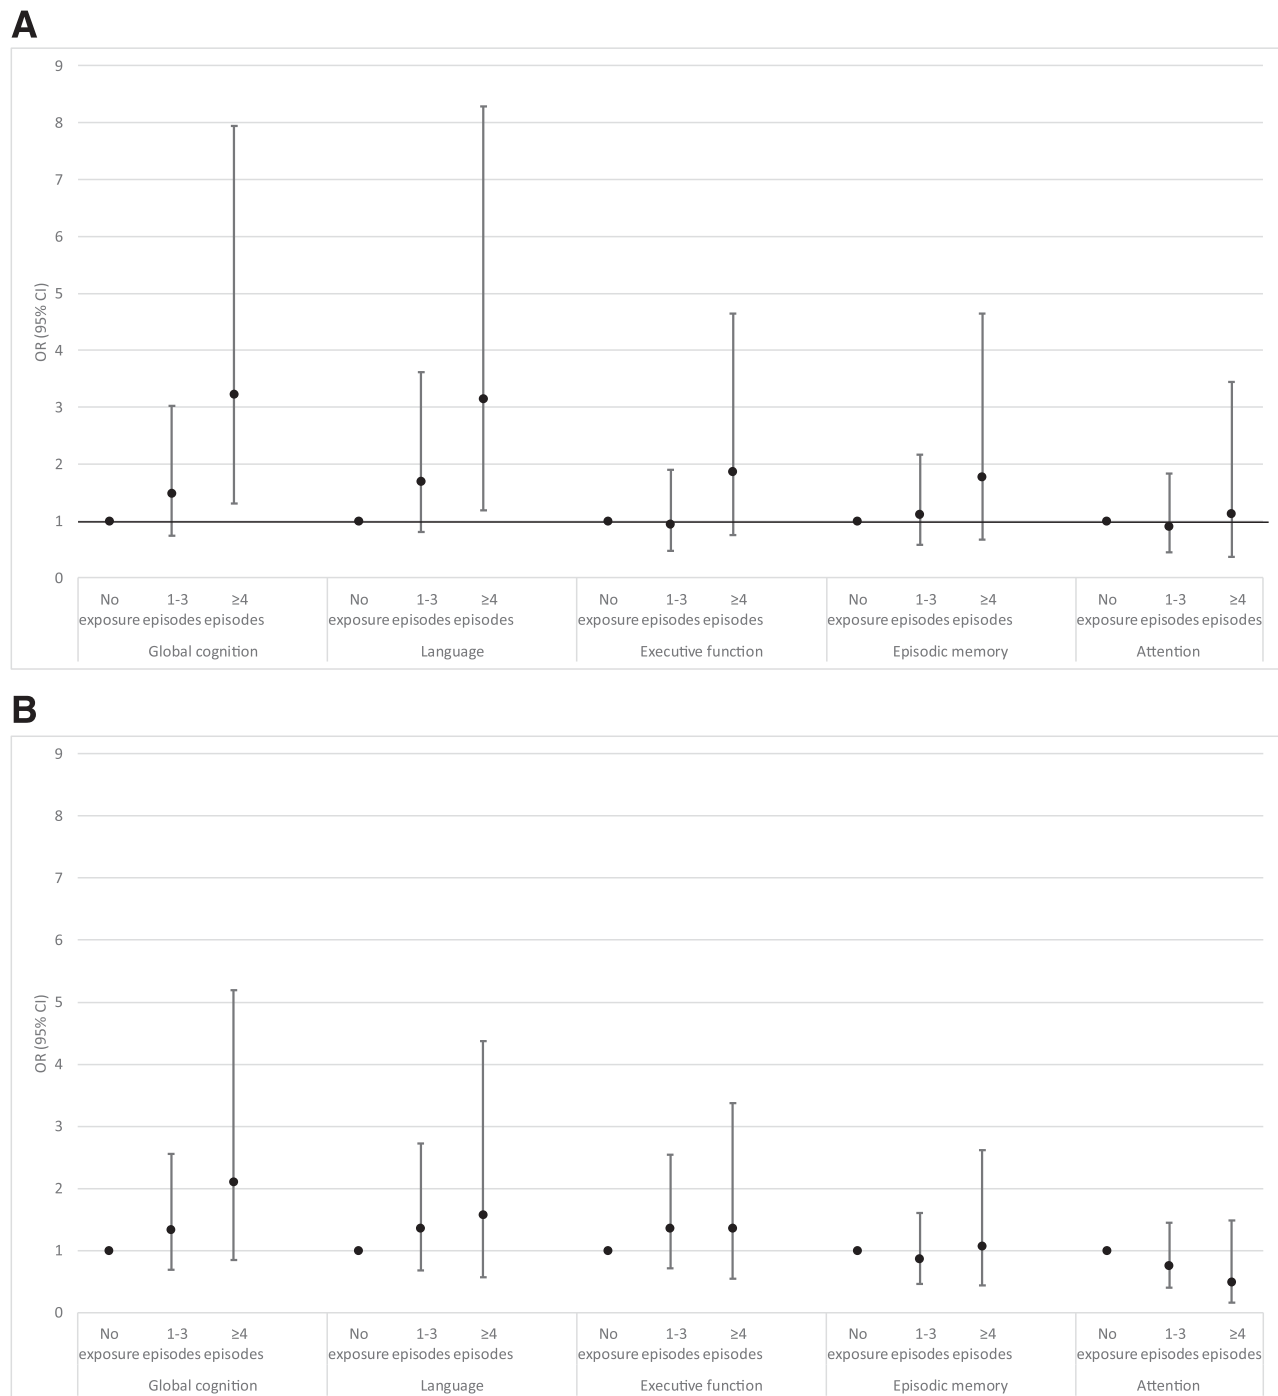 A
9
8
7
6
5
4
3
2
1
0
OR (95% CI)
No 1-3 ≥4 No 1-3 ≥4 No 1-3 ≥4 No 1-3 ≥4 No 1-3 ≥4
exposure episodes episodes exposure episodes episodes exposure episodes episodes exposure episodes episodes exposure episodes episodes
Global cognition Language Executive function Episodic memory Attention
B
9
8
7
6
5
4
3
2
1
0
OR (95% CI)
No 1-3 ≥4 No 1-3 ≥4 No 1-3 ≥4 No 1-3 ≥4 No 1-3 ≥4
exposure episodes episodes exposure episodes episodes exposure episodes episodes exposure episodes episodes exposure episodes episodes
Global cognition Language Executive function Episodic memory Attention